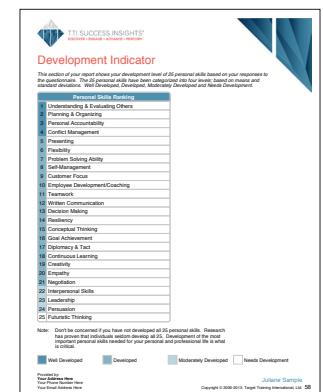 TTI SUCCESS INSIGHTS®
DISCOVER • ENGAGE • ADVANCE • PERFORM
Development Indicator
This section of your report shows your development level of 25 personal skills based on your responses to
the questionnaire. The 25 personal skills have been categorized into four levels; based on means and
standard deviations. Well Developed, Developed, Moderately Developed and Needs Development.
Personal Skills Ranking
1 Understanding & Evaluating Others
2 Planning & Organizing
3 Personal Accountability
4 Conflict Management
5 Presenting
6 Flexibility
7 Problem Solving Ability
8 Self-Management
9 Customer Focus
10 Employee Development/Coaching
11 Teamwork
12 Written Communication
13 Decision Making
14 Resiliency
15 Conceptual Thinking
16 Goal Achievement
17 Diplomacy & Tact
18 Continuous Learning
19 Creativity
20 Empathy
21 Negotiation
22 Interpersonal Skills
23 Leadership
24 Persuasion
25 Futuristic Thinking
Note: Don't be concerned if you have not developed all 25 personal skills. Research
has proven that individuals seldom develop all 25. Development of the most
important personal skills needed for your personal and professional life is what
is critical.
Well Developed Developed Moderately Developed Needs Development
Provided by:
Your Address Here
Your Phone Number Here
Your Email Address Here
Juliane Sample
Copyright © 2006-2013. Target Training International, Ltd. 58